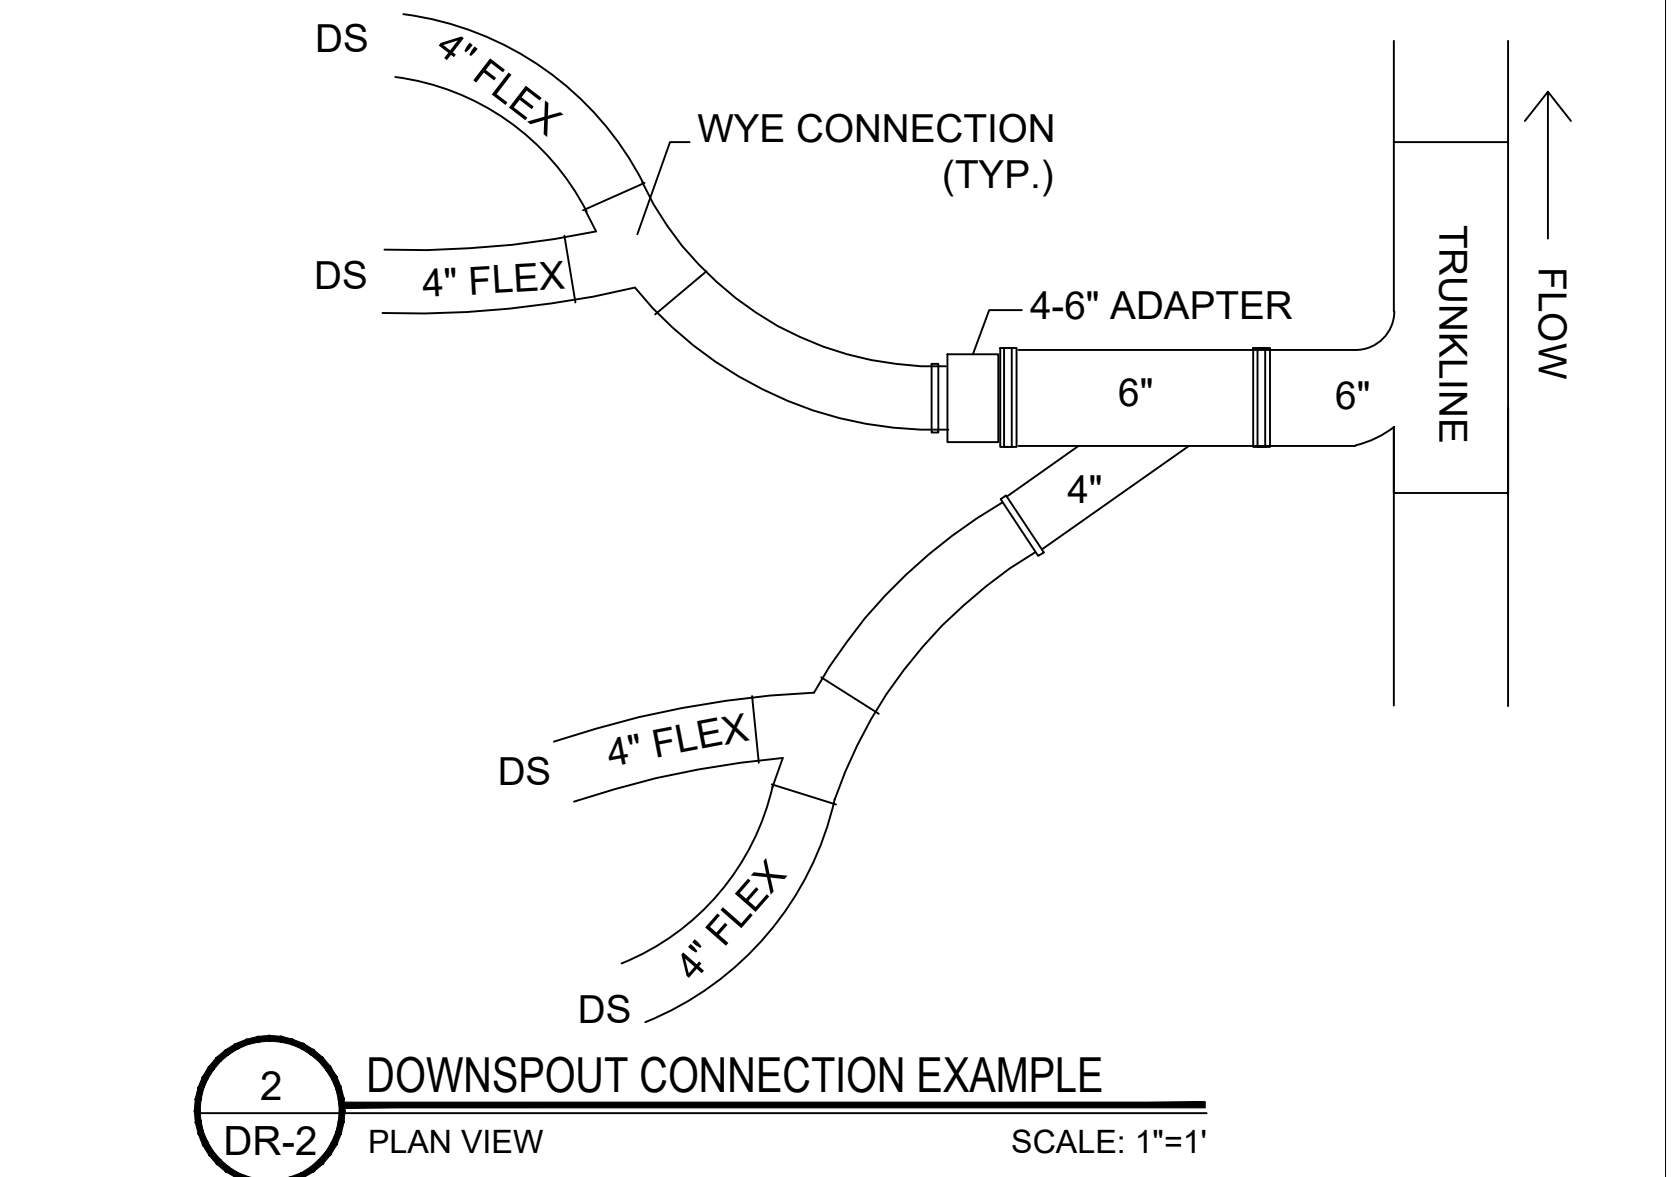 DS
4" FLEX
WYE CONNECTION
(TYP.)
DS
4" FLEX
4-6" ADAPTER
6"
6"
TRUNKLINE
FLOW
4"
DS
4" FLEX
4" FLEX
DS
2
DR-2
DOWNSPOUT CONNECTION EXAMPLE
PLAN VIEW
SCALE: 1"=1'